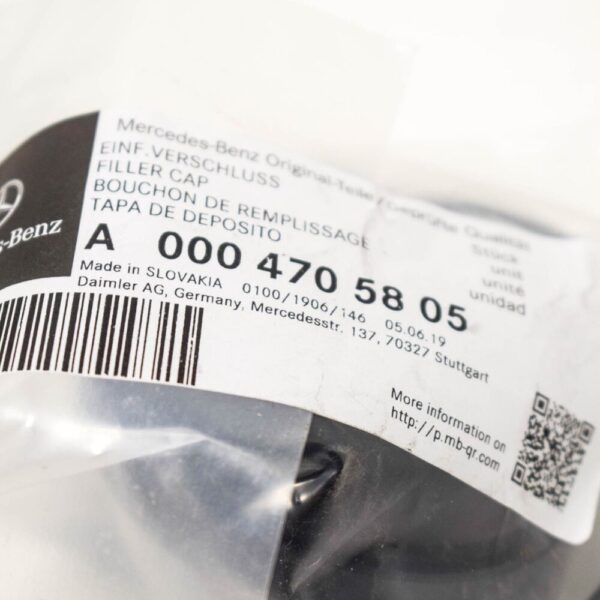 Mercedes-Benz Original-Teile / Geprüfte Qualität
EINF.VERSCHLUSS
FILLER CAP
BOUCHON DE REMPLISSAGE
TAPA DE DEPOSITO
Stück
unit
unité
unidad
s-Benz
A 000 470 58 05
Made in SLOVAKIA 0100/1906/146 05.06.19
Daimler AG, Germany, Mercedesstr. 137, 70327 Stuttgart
More information on
http://p.mb-qr.com